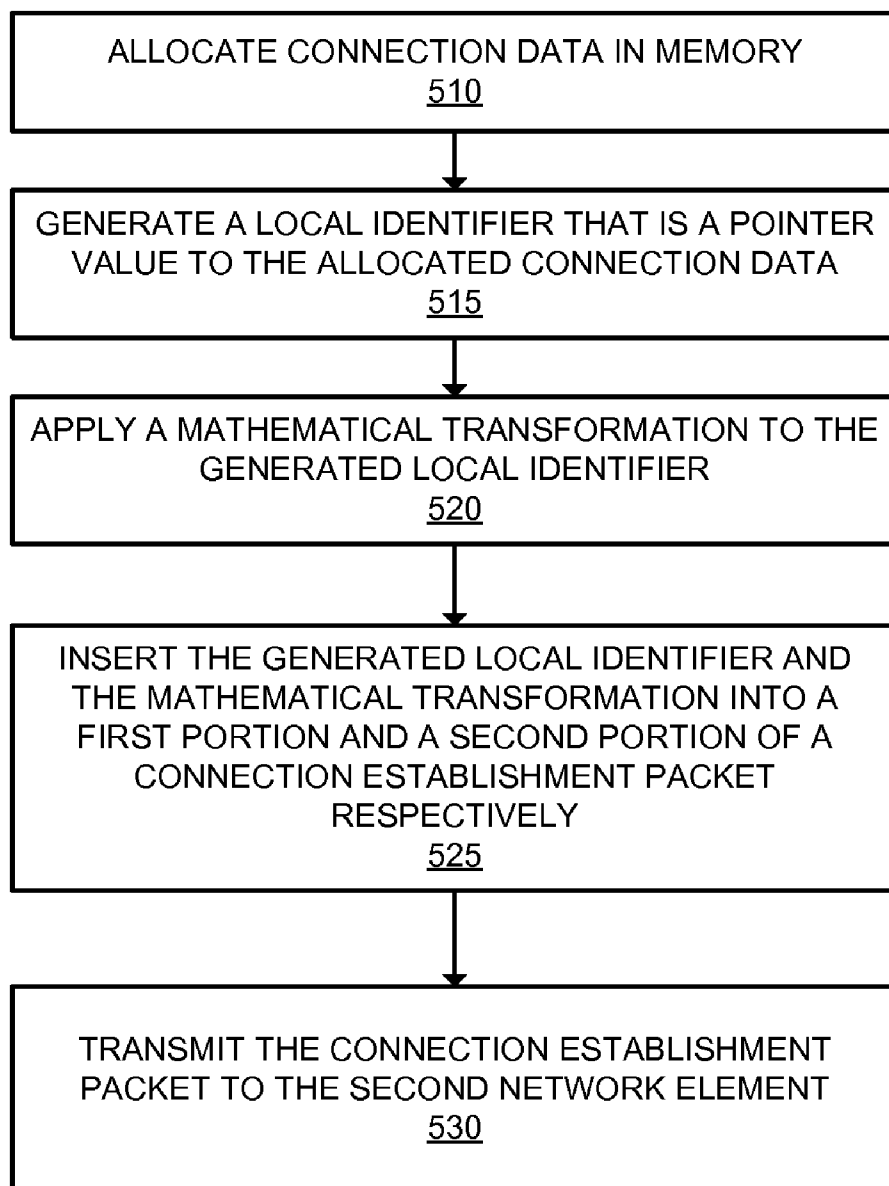 ALLOCATE CONNECTION DATA IN MEMORY
510
GENERATE A LOCAL IDENTIFIER THAT IS A POINTER
VALUE TO THE ALLOCATED CONNECTION DATA
515
APPLY A MATHEMATICAL TRANSFORMATION TO THE
GENERATED LOCAL IDENTIFIER
520
INSERT THE GENERATED LOCAL IDENTIFIER AND
THE MATHEMATICAL TRANSFORMATION INTO A
FIRST PORTION AND A SECOND PORTION OF A
CONNECTION ESTABLISHMENT PACKET
RESPECTIVELY
525
TRANSMIT THE CONNECTION ESTABLISHMENT
PACKET TO THE SECOND NETWORK ELEMENT
530